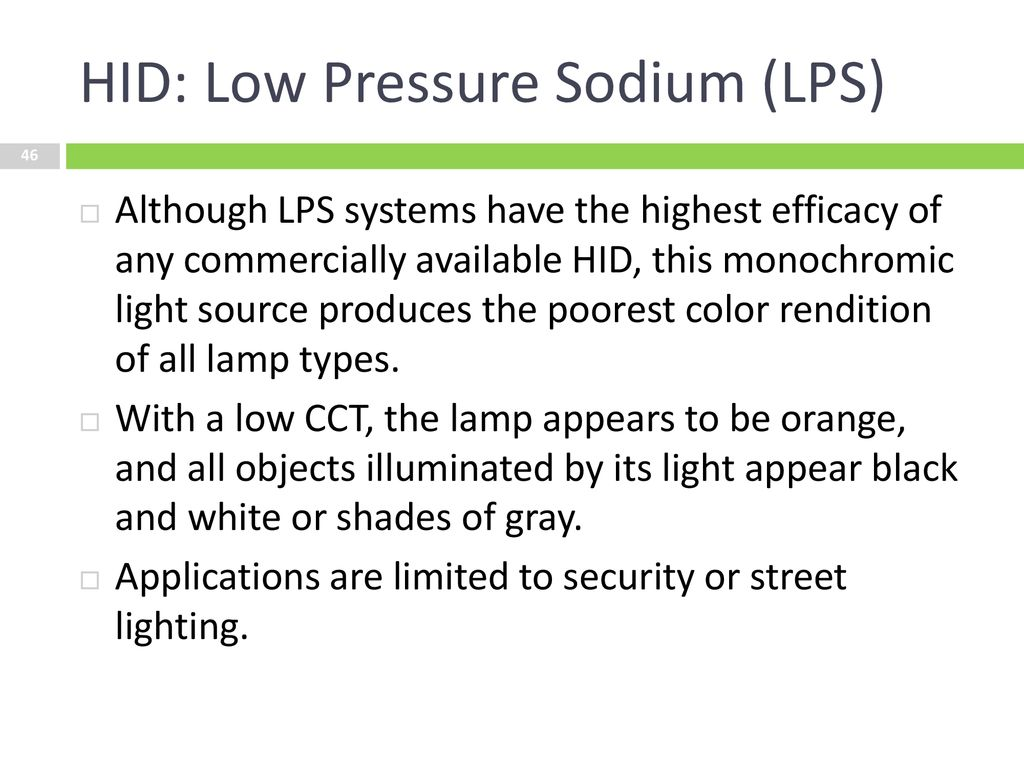 HID: Low Pressure Sodium (LPS)
46
Although LPS systems have the highest efficacy of
any commercially available HID, this monochromic
light source produces the poorest color rendition
of all lamp types.
With a low CCT, the lamp appears to be orange,
and all objects illuminated by its light appear black
and white or shades of gray.
Applications are limited to security or street
lighting.